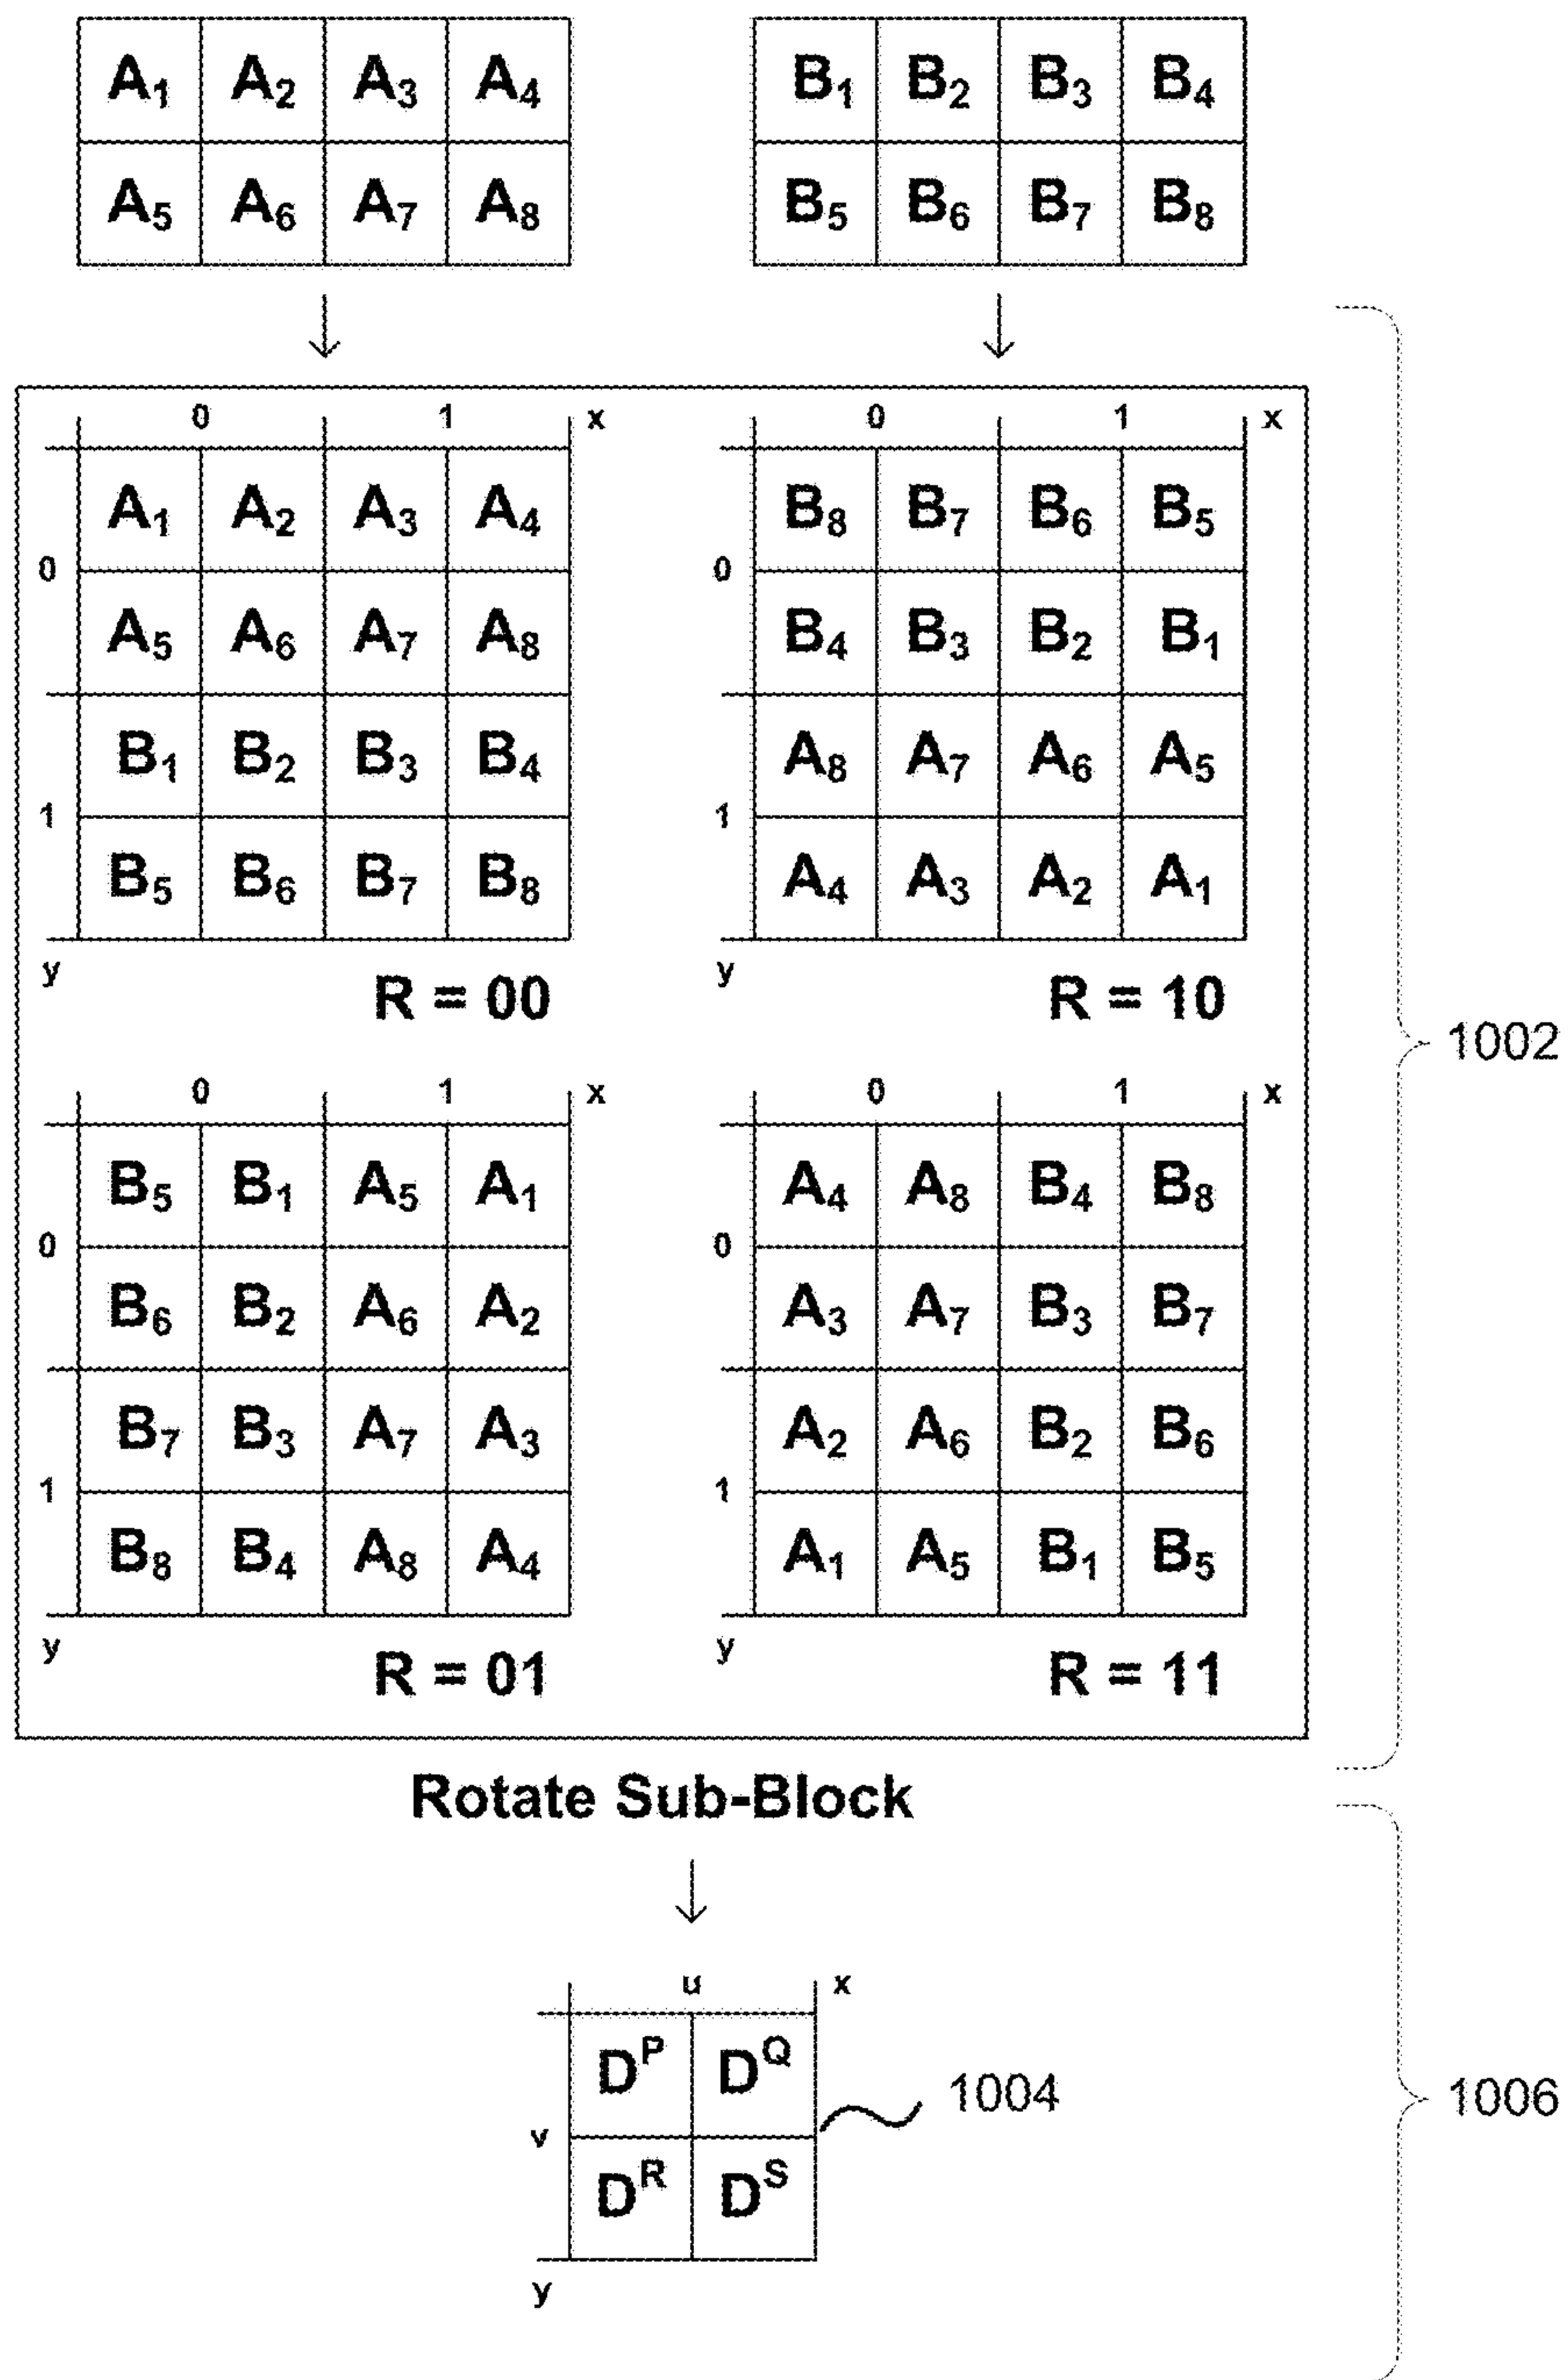 A₁ A₂ A₃ A₄ B₁ B₂ B₃ B₄
A₅ A₆ A₇ A₈ B₅ B₆ B₇ B₈
0 1 x 0 1 x
A₁ A₂ A₃ A₄ B₈ B₇ B₆ B₅
0 0
A₅ A₆ A₇ A₈ B₄ B₃ B₂ B₁
B₁ B₂ B₃ B₄ A₈ A₇ A₆ A₅
1 1
B₅ B₆ B₇ B₈ A₄ A₃ A₂ A₁
y y
R = 00 R = 10
1002
0 1 x 0 1 x
B₅ B₁ A₅ A₁ A₄ A₈ B₄ B₈
0 0
B₆ B₂ A₆ A₂ A₃ A₇ B₃ B₇
B₇ B₃ A₇ A₃ A₂ A₆ B₂ B₆
1 1
B₈ B₄ A₈ A₄ A₁ A₅ B₁ B₅
y y
R = 01 R = 11
Rotate Sub-Block
u x
Dᴾ D^Q
1004
v
1006
Dᴿ D^S
y